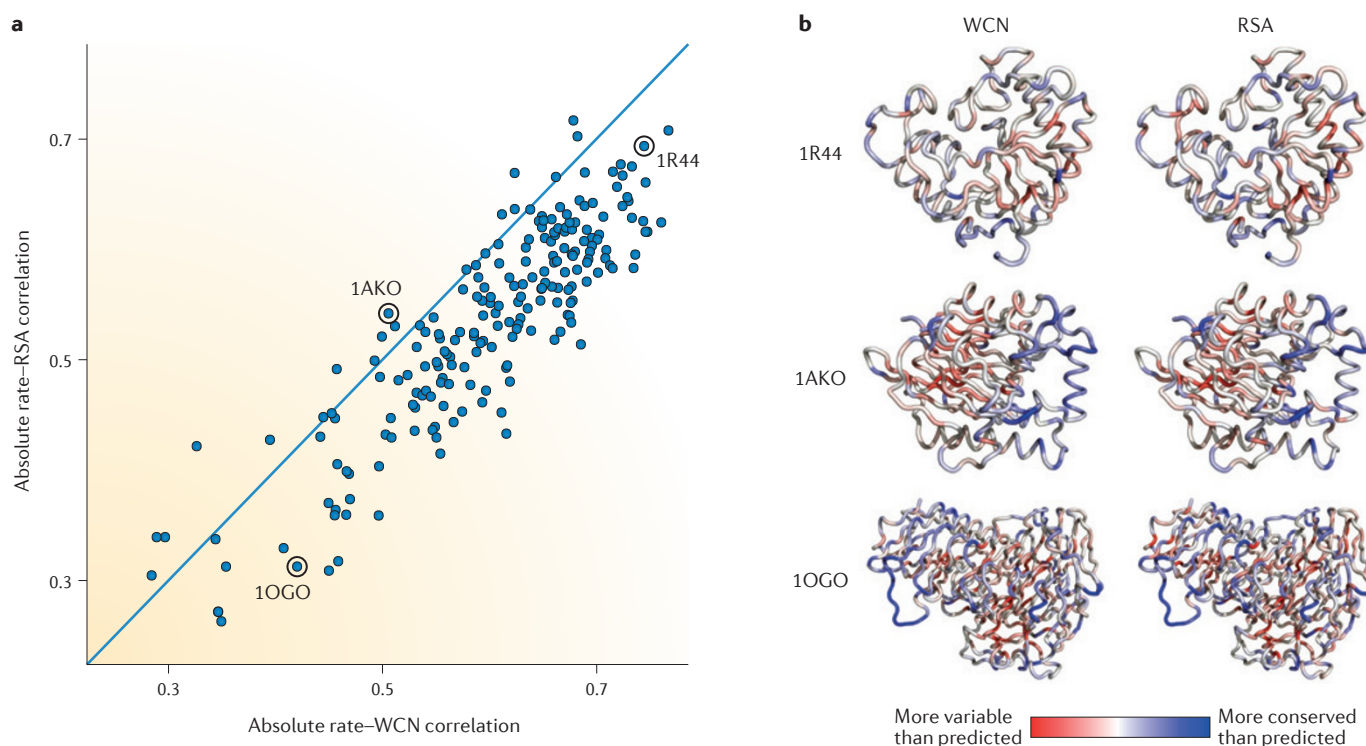 a
Absolute rate–RSA correlation
0.7
0.5
0.3
1R44
1AKO
1OGO
0.3 0.5 0.7
Absolute rate–WCN correlation
b
WCN RSA
1R44
1AKO
1OGO
More variable
than predicted
More conserved
than predicted